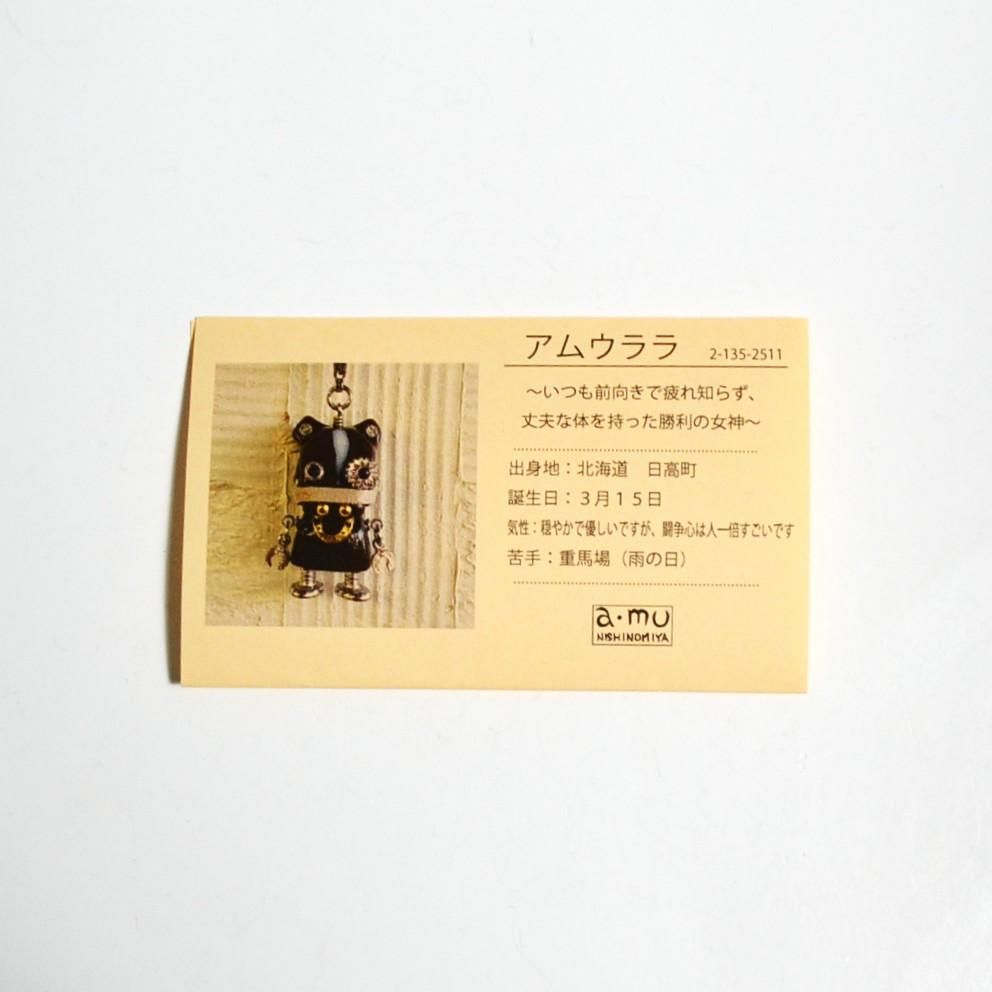 アムウララ 2-135-2511
～いつも前向きで疲れ知らず、
丈夫な体を持った勝利の女神～
出身地：北海道　日高町
誕生日：３月１５日
気性：穏やかで優しいですが、闘争心は人一倍すごいです
苦手：重馬場（雨の日）
a・mu
NISHINOMIYA